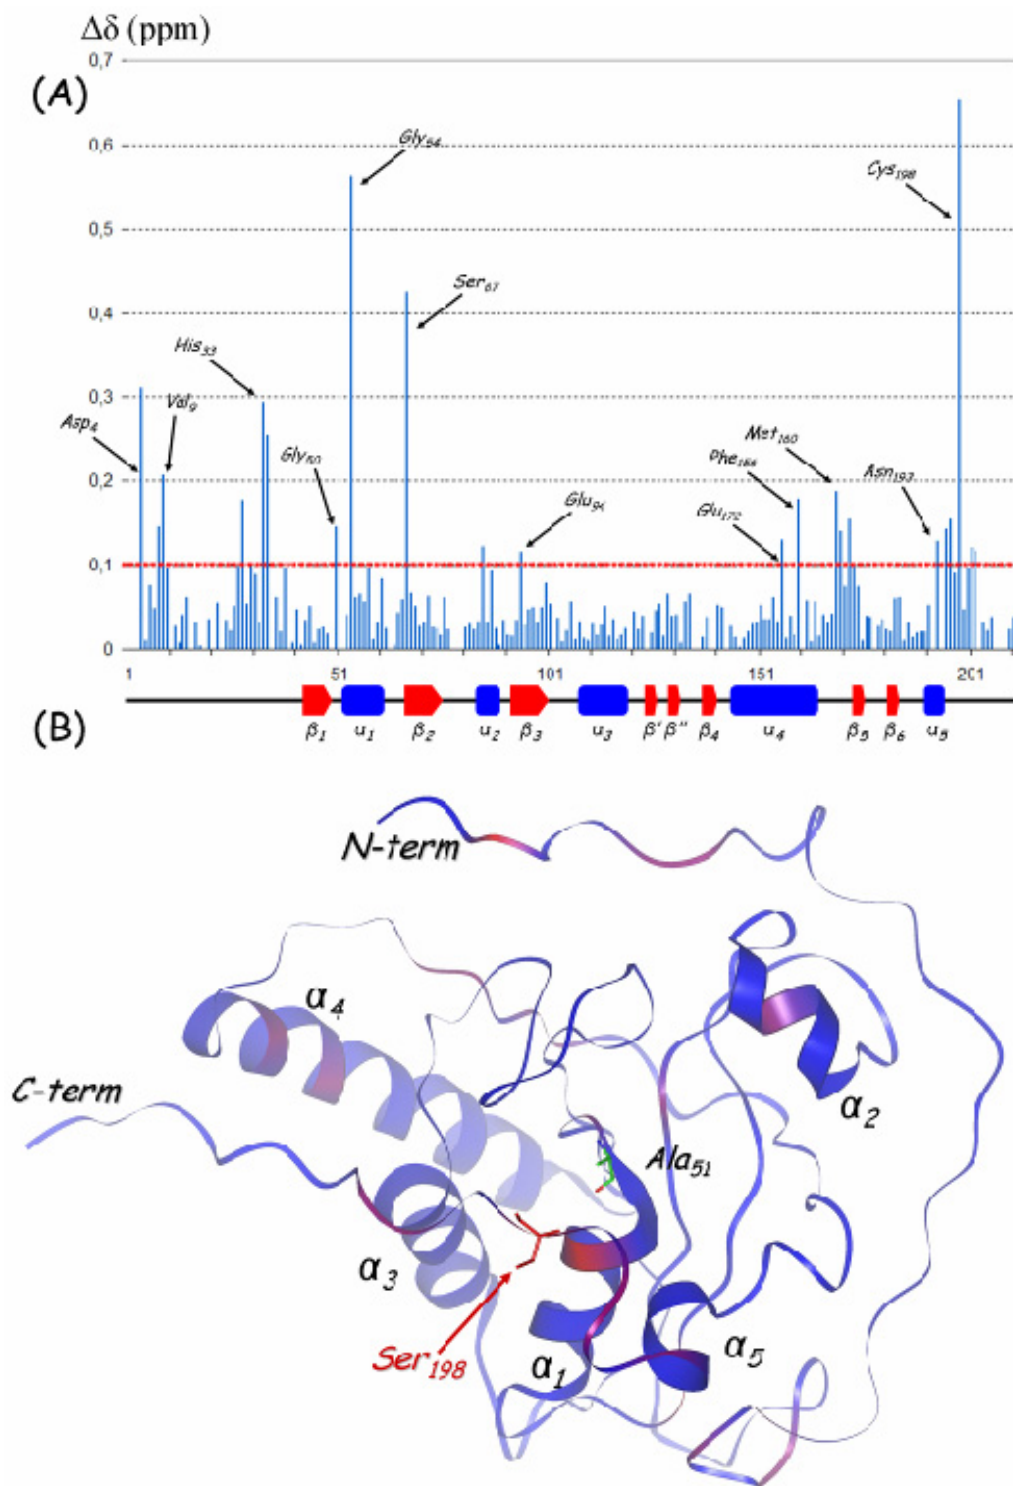 Δδ (ppm)
0,7
(A)
0,6
Gly54
Cys198
0,5
Ser67
0,4
His33
0,3
Val9
Asp4
Met160
Phe166
Gly50
0,2
Asn193
Glu94
Glu172
0,1
0
1 51 101 151 201
(B)
β1 α1 β2 α2 β3 α3 β' β" β4 α4 β5 β6 α5
N-term
α4
C-term
α2
Ala51
α3
Ser198
α1
α5